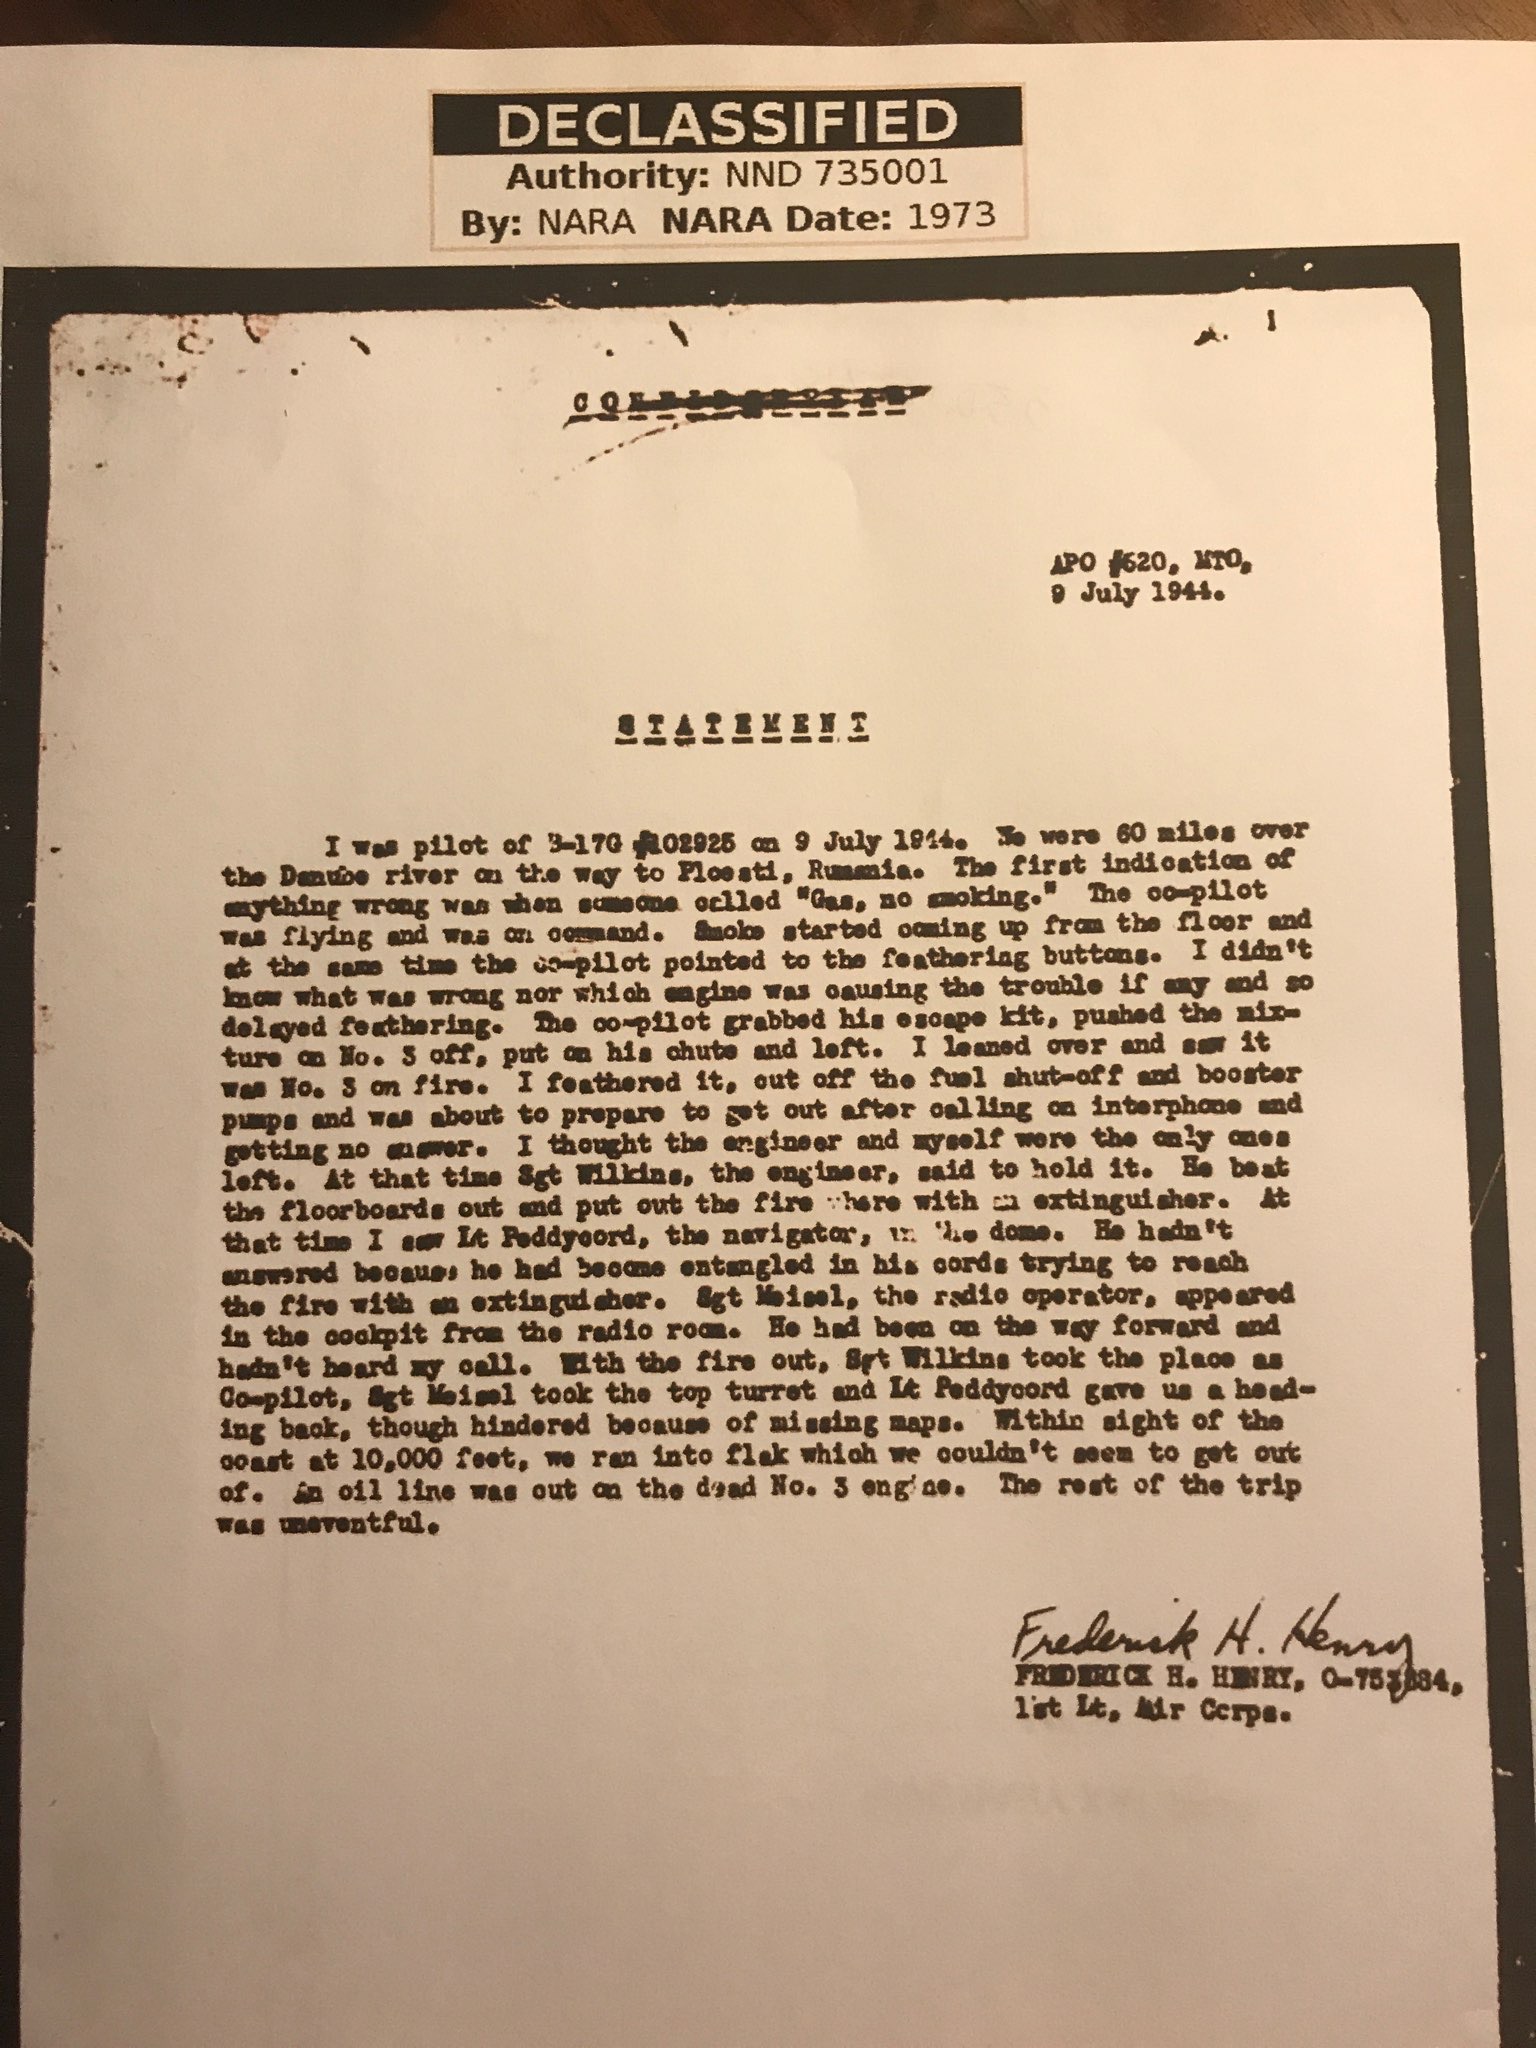 DECLASSIFIED
Authority: NND 735001
By: NARA NARA Date: 1973
CONFIDENTIAL
APO #520, MTO,
9 July 1944.
STATEMENT
I was pilot of B-17G #102925 on 9 July 1944. We were 60 miles over
the Danube river on the way to Ploesti, Rumania. The first indication of
anything wrong was when someone called "Gas, no smoking." The co-pilot
was flying and was on command. Smoke started coming up from the floor and
at the same time the co-pilot pointed to the feathering buttons. I didn't
know what was wrong nor which engine was causing the trouble if any and so
delayed feathering. The co-pilot grabbed his escape kit, pushed the mix-
ture on No. 3 off, put on his chute and left. I leaned over and saw it
was No. 3 on fire. I feathered it, cut off the fuel shut-off and booster
pumps and was about to prepare to get out after calling on interphone and
getting no answer. I thought the engineer and myself were the only ones
left. At that time Sgt Wilkins, the engineer, said to hold it. He beat
the floorboards out and put out the fire there with an extinguisher. At
that time I saw Lt Peddycord, the navigator, in the dome. He hadn't
answered because he had become entangled in his cords trying to reach
the fire with an extinguisher. Sgt Meisel, the radio operator, appeared
in the cockpit from the radio room. He had been on the way forward and
hadn't heard my call. With the fire out, Sgt Wilkins took the place as
Co-pilot, Sgt Meisel took the top turret and Lt Peddycord gave us a head-
ing back, though hindered because of missing maps. Within sight of the
coast at 10,000 feet, we ran into flak which we couldn't seem to get out
of. An oil line was out on the dead No. 3 engine. The rest of the trip
was uneventful.
Frederick H. Henry
FREDERICK H. HENRY,
1st Lt, Air Corps.